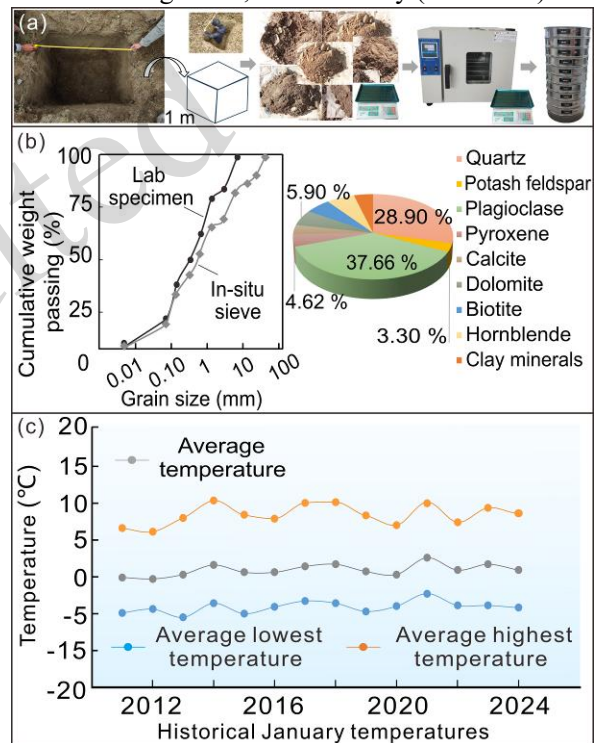 (a)
1 m
(b)
Cumulative weight
passing (%)
100
75
50
25
0
Lab
specimen
In-situ
sieve
0.01
0.10
1
10
100
Grain size (mm)
5.90 %
28.90 %
37.66 %
4.62 %
3.30 %
Quartz
Potash feldspar
Plagioclase
Pyroxene
Calcite
Dolomite
Biotite
Hornblende
Clay minerals
(c)
Temperature (℃)
20
15
10
5
0
-5
-10
-15
-20
Average
temperature
Average lowest
temperature
Average highest
temperature
2012
2016
2020
2024
Historical January temperatures